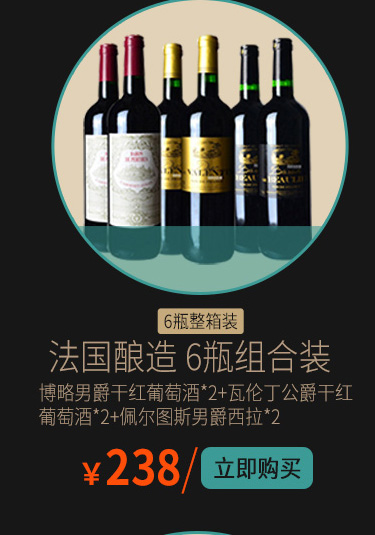 VALENTIN
BEAULIEU
6瓶整箱装
法国酿造 6瓶组合装
博略男爵干红葡萄酒*2+瓦伦丁公爵干红
葡萄酒*2+佩尔图斯男爵西拉*2
¥238/ 立即购买